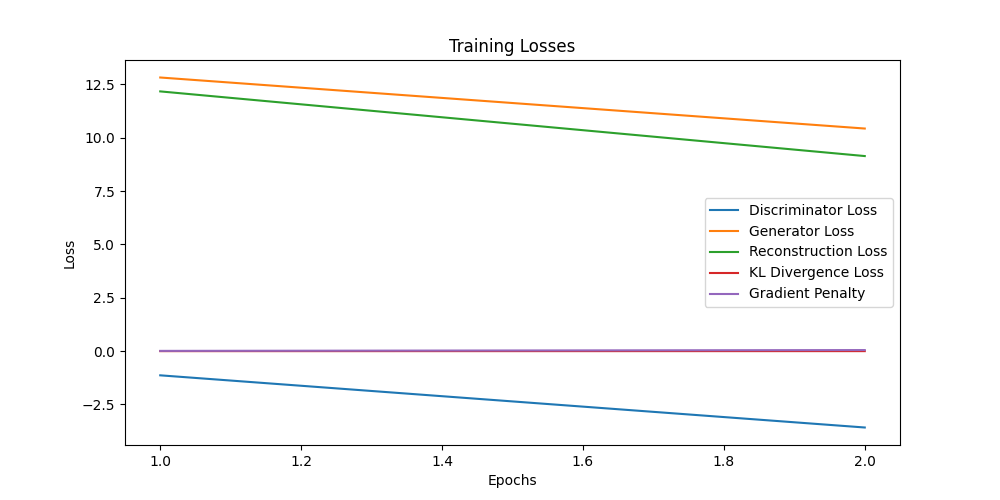 Training Losses
12.5
10.0
7.5
5.0
2.5
0.0
−2.5
Loss
Discriminator Loss
Generator Loss
Reconstruction Loss
KL Divergence Loss
Gradient Penalty
1.0 1.2 1.4 1.6 1.8 2.0
Epochs